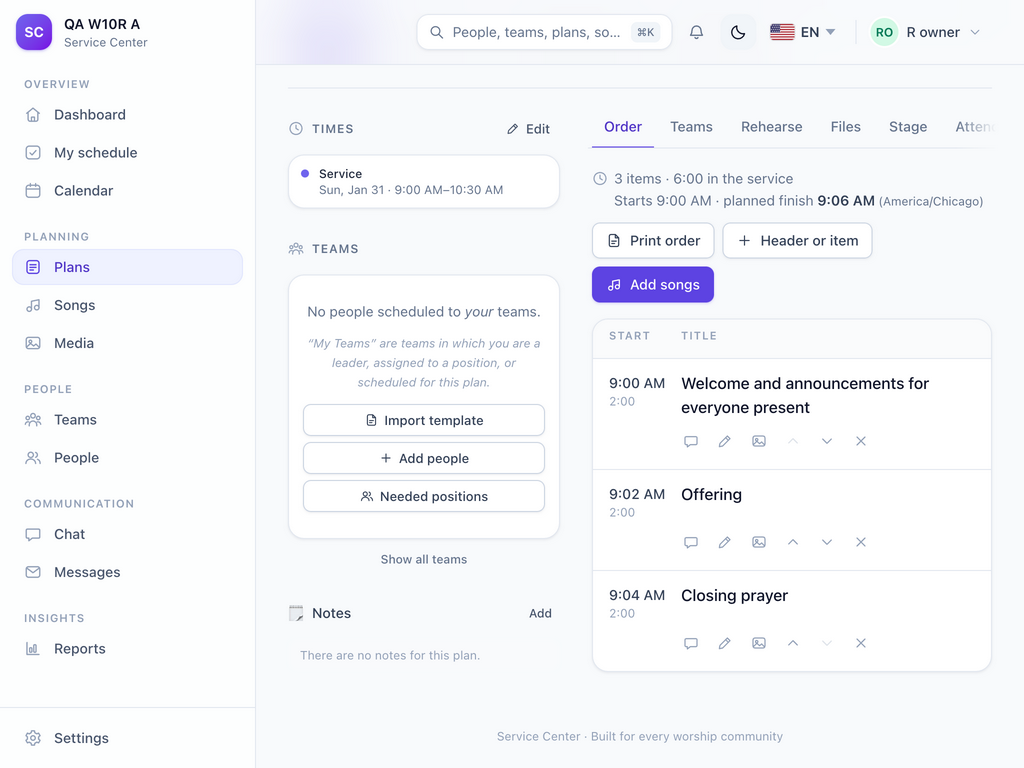 SC
QA W10R A
Service Center
OVERVIEW
Dashboard
My schedule
Calendar
PLANNING
Plans
Songs
Media
PEOPLE
Teams
People
COMMUNICATION
Chat
Messages
INSIGHTS
Reports
Settings
People, teams, plans, so... ⌘K
EN
RO R owner
TIMES
Edit
Service
Sun, Jan 31 · 9:00 AM–10:30 AM
TEAMS
No people scheduled to your teams.
“My Teams” are teams in which you are a
leader, assigned to a position, or
scheduled for this plan.
Import template
Add people
Needed positions
Show all teams
Notes
Add
There are no notes for this plan.
Order Teams Rehearse Files Stage Atten
3 items · 6:00 in the service
Starts 9:00 AM · planned finish 9:06 AM (America/Chicago)
Print order
Header or item
Add songs
START TITLE
9:00 AM Welcome and announcements for
2:00 everyone present
9:02 AM Offering
2:00
9:04 AM Closing prayer
2:00
Service Center · Built for every worship community